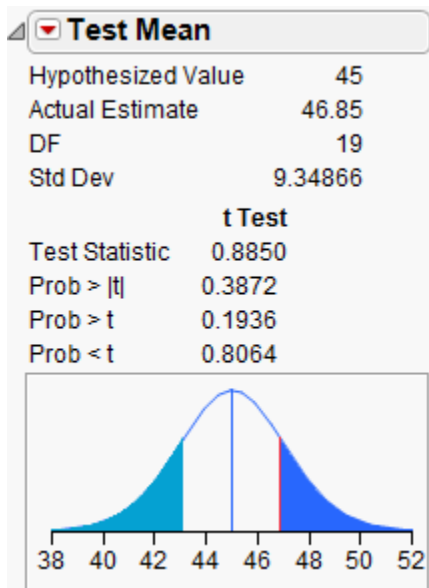 Test Mean
Hypothesized Value 45
Actual Estimate 46.85
DF 19
Std Dev 9.34866
t Test
Test Statistic 0.8850
Prob > |t| 0.3872
Prob > t 0.1936
Prob < t 0.8064
38 40 42 44 46 48 50 52